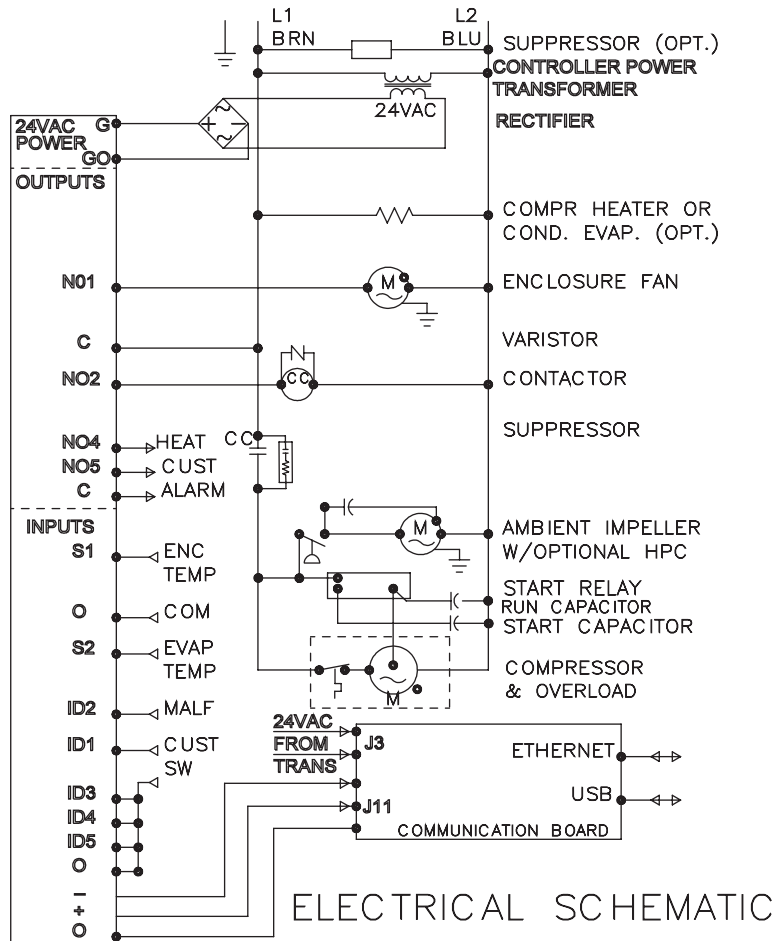 L1 L2
BRN BLU
SUPPRESSOR (OPT.)
CONTROLLER POWER
TRANSFORMER
24VAC
RECTIFIER
24VAC G
POWER
GO
OUTPUTS
COMPR HEATER OR
COND. EVAP. (OPT.)
N01
M
ENCLOSURE FAN
C
VARISTOR
NO2
CC
CONTACTOR
SUPPRESSOR
NO4 HEAT
CC
NO5 CUST
C ALARM
INPUTS
M
AMBIENT IMPELLER
W/OPTIONAL HPC
S1 ENC
TEMP
START RELAY
RUN CAPACITOR
START CAPACITOR
O COM
S2 EVAP
TEMP
COMPRESSOR
& OVERLOAD
M
ID2 MALF
24VAC
FROM
TRANS
J3
ETHERNET
ID1 CUST
SW
ID3
USB
J11
ID4
COMMUNICATION BOARD
ID5
O
-
+
O
ELECTRICAL SCHEMATIC